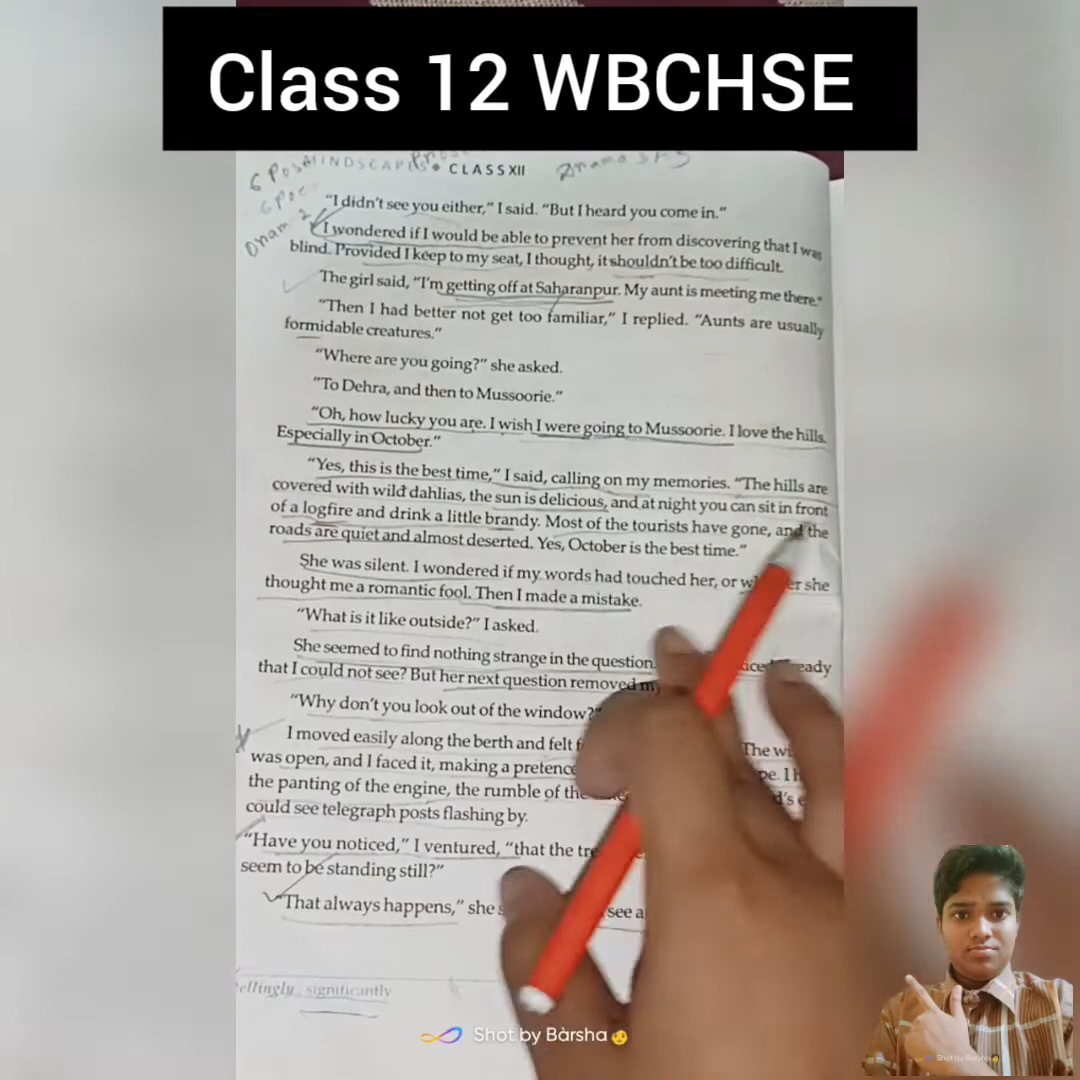 Class 12 WBCHSE
MINDSCAPES • CLASS XII
"I didn't see you either," I said. "But I heard you come in."
I wondered if I would be able to prevent her from discovering that I was
blind. Provided I keep to my seat, I thought, it shouldn't be too difficult.
The girl said, "I'm getting off at Saharanpur. My aunt is meeting me there."
"Then I had better not get too familiar," I replied. "Aunts are usually
formidable creatures."
"Where are you going?" she asked.
"To Dehra, and then to Mussoorie."
"Oh, how lucky you are. I wish I were going to Mussoorie. I love the hills.
Especially in October."
"Yes, this is the best time," I said, calling on my memories. "The hills are
covered with wild dahlias, the sun is delicious, and at night you can sit in front
of a logfire and drink a little brandy. Most of the tourists have gone, and the
roads are quiet and almost deserted. Yes, October is the best time."
She was silent. I wondered if my words had touched her, or she
thought me a romantic fool. Then I made a mistake.
"What is it like outside?" I asked.
She seemed to find nothing strange in the question.
that I could not see? But her next question removed
"Why don't you look out of the window?"
I moved easily along the berth and felt The
was open, and I faced it, making a pretence I
the panting of the engine, the rumble of the
could see telegraph posts flashing by.
"Have you noticed," I ventured, "that the
seem to be standing still?"
"That always happens," she see
significantly
Shot by Bàrsha
Shot by Bàrsha